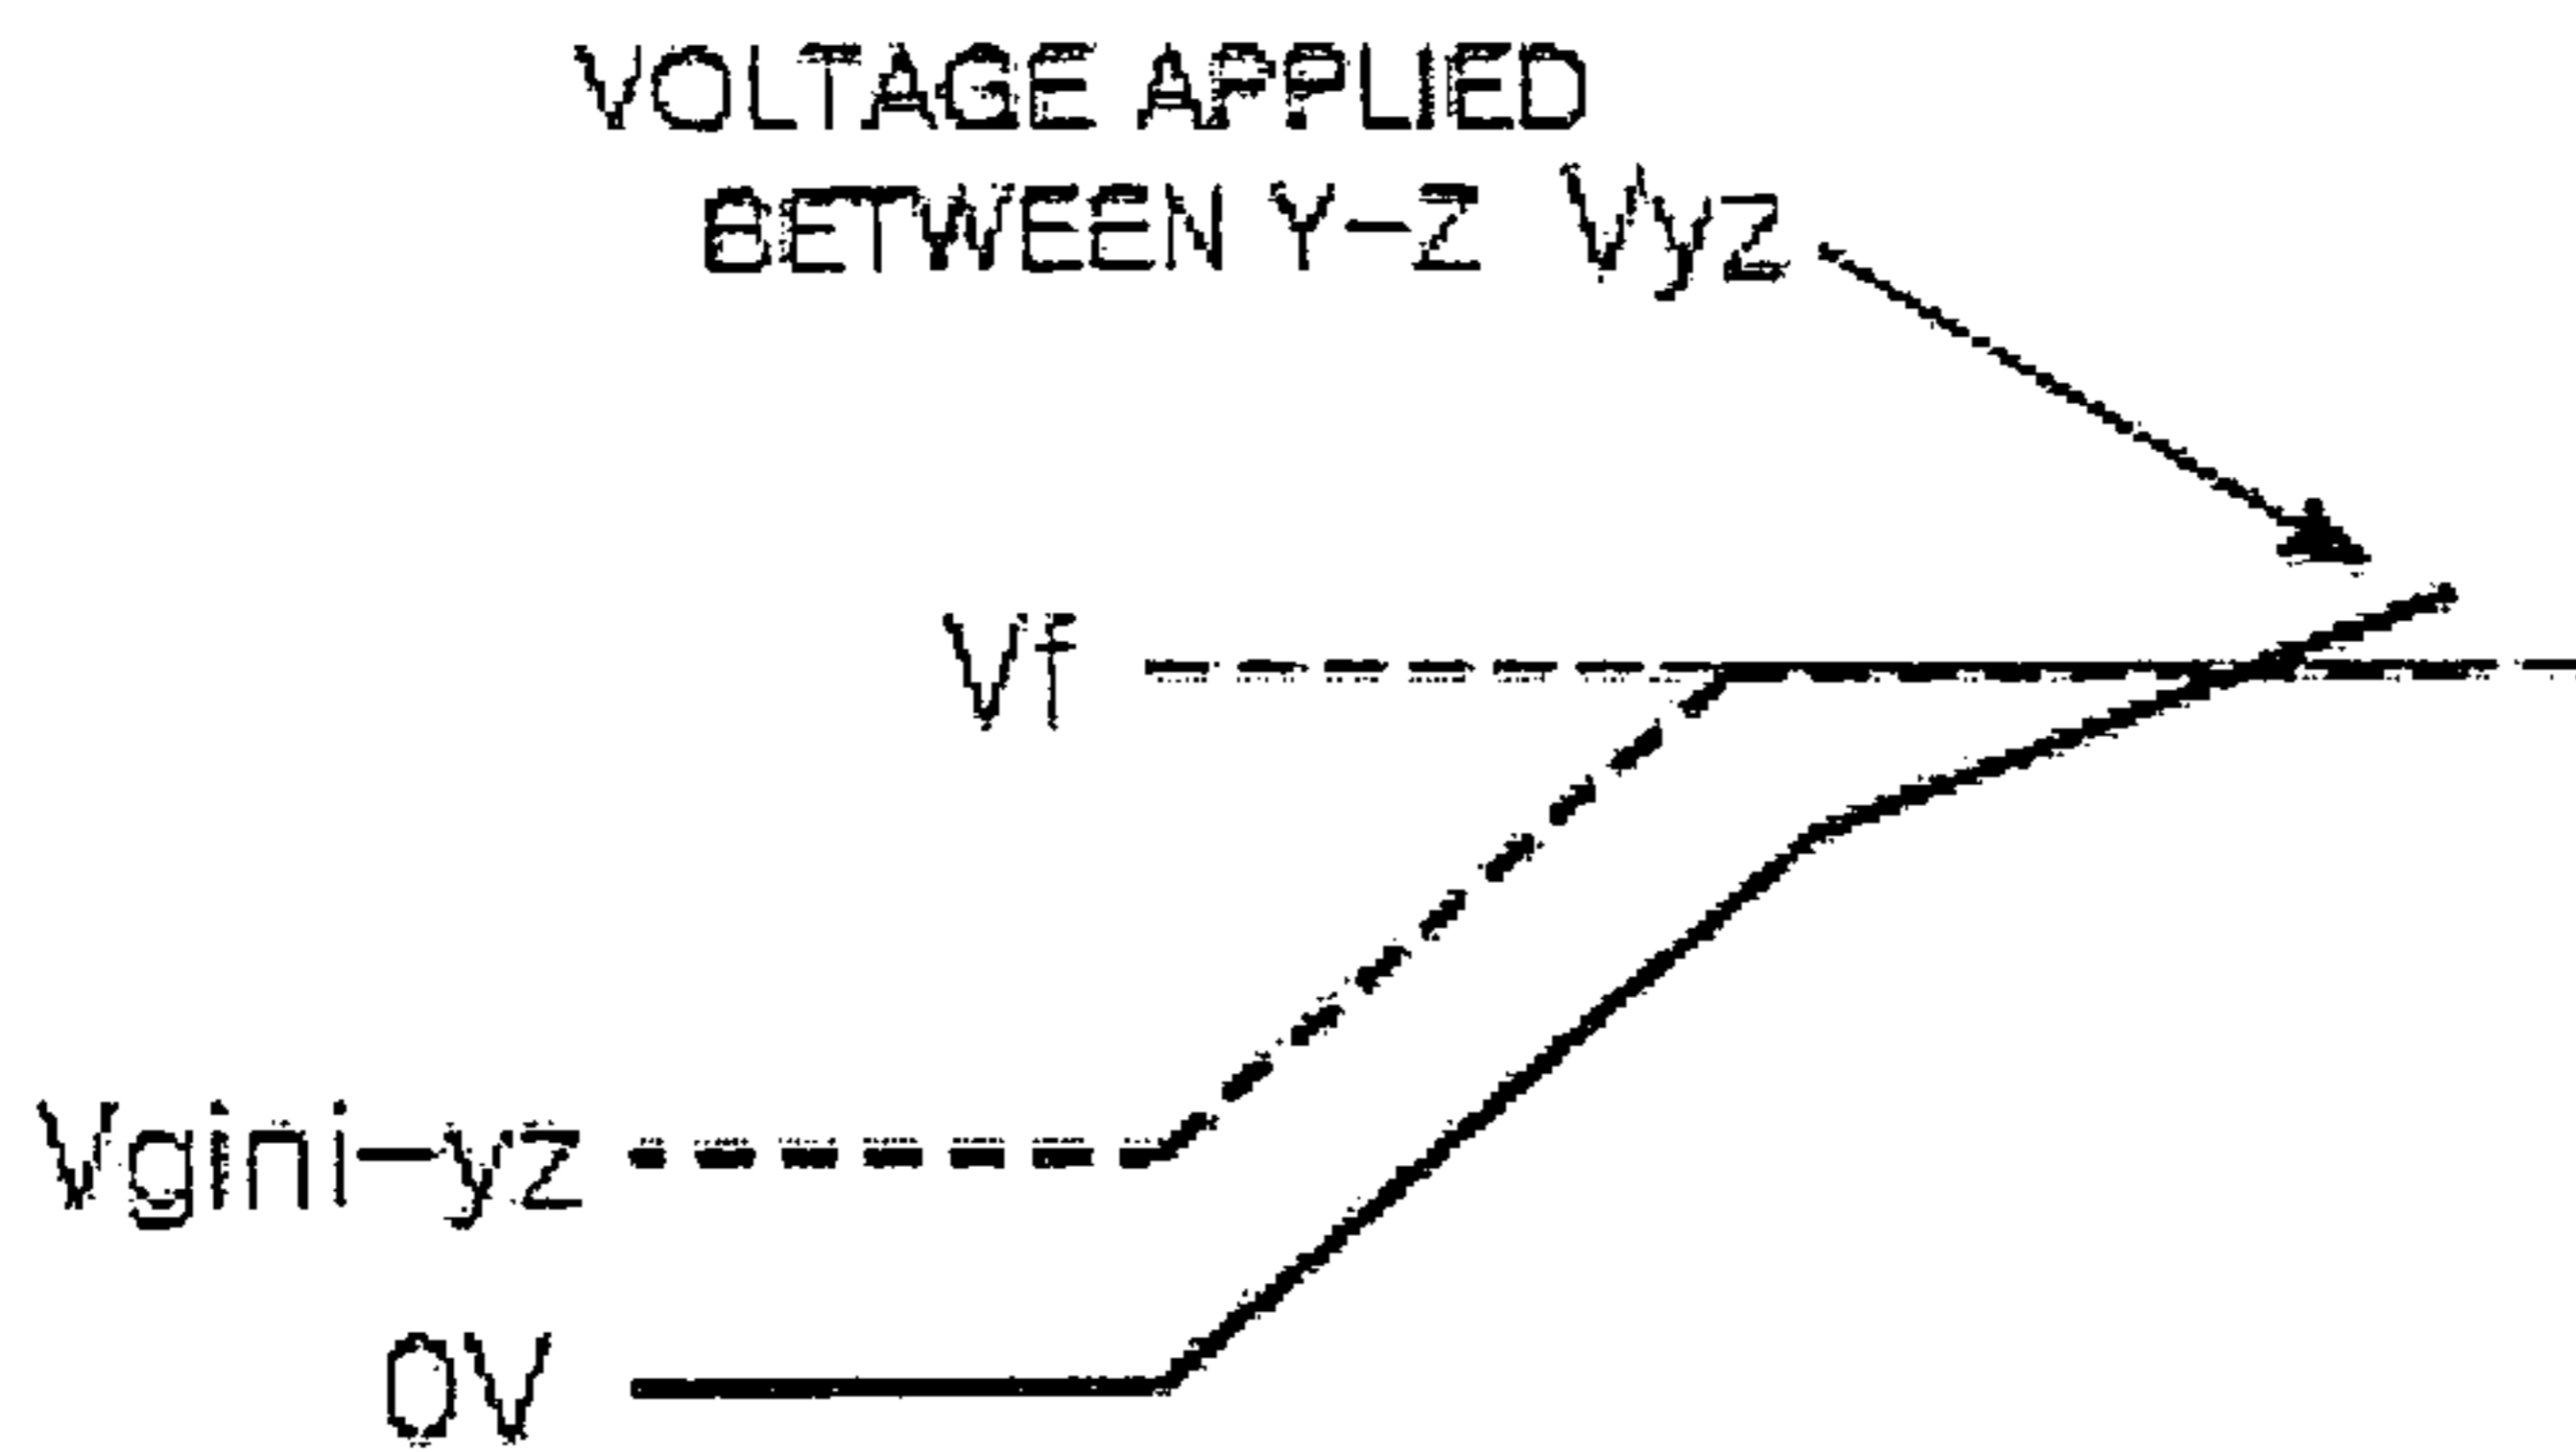 VOLTAGE APPLIED
BETWEEN Y-Z Vyz
Vf
Vgini-yz
0V